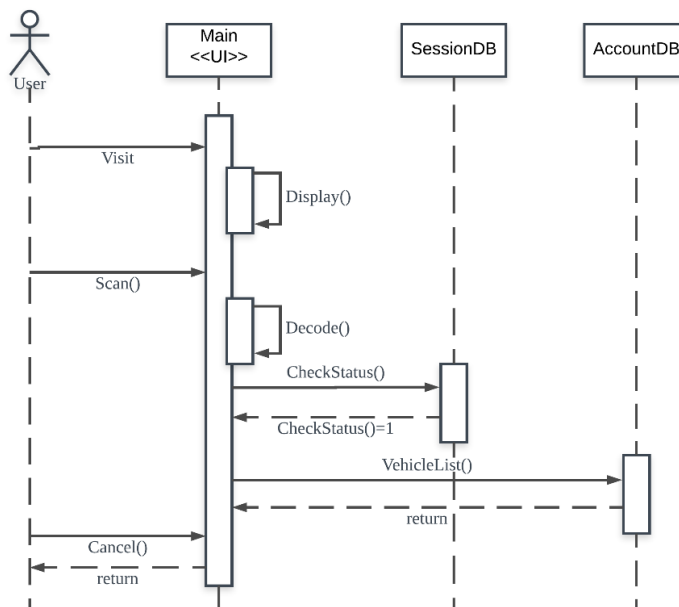 User
Main
<<UI>>
SessionDB
AccountDB
Visit
Display()
Scan()
Decode()
CheckStatus()
CheckStatus()=1
VehicleList()
return
Cancel()
return